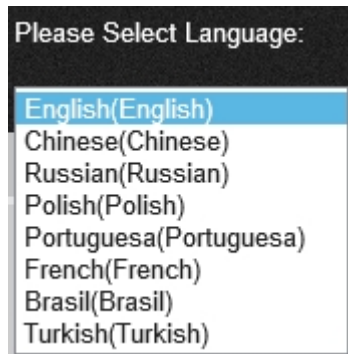 Please Select Language:
English(English)
Chinese(Chinese)
Russian(Russian)
Polish(Polish)
Portuguesa(Portuguesa)
French(French)
Brasil(Brasil)
Turkish(Turkish)